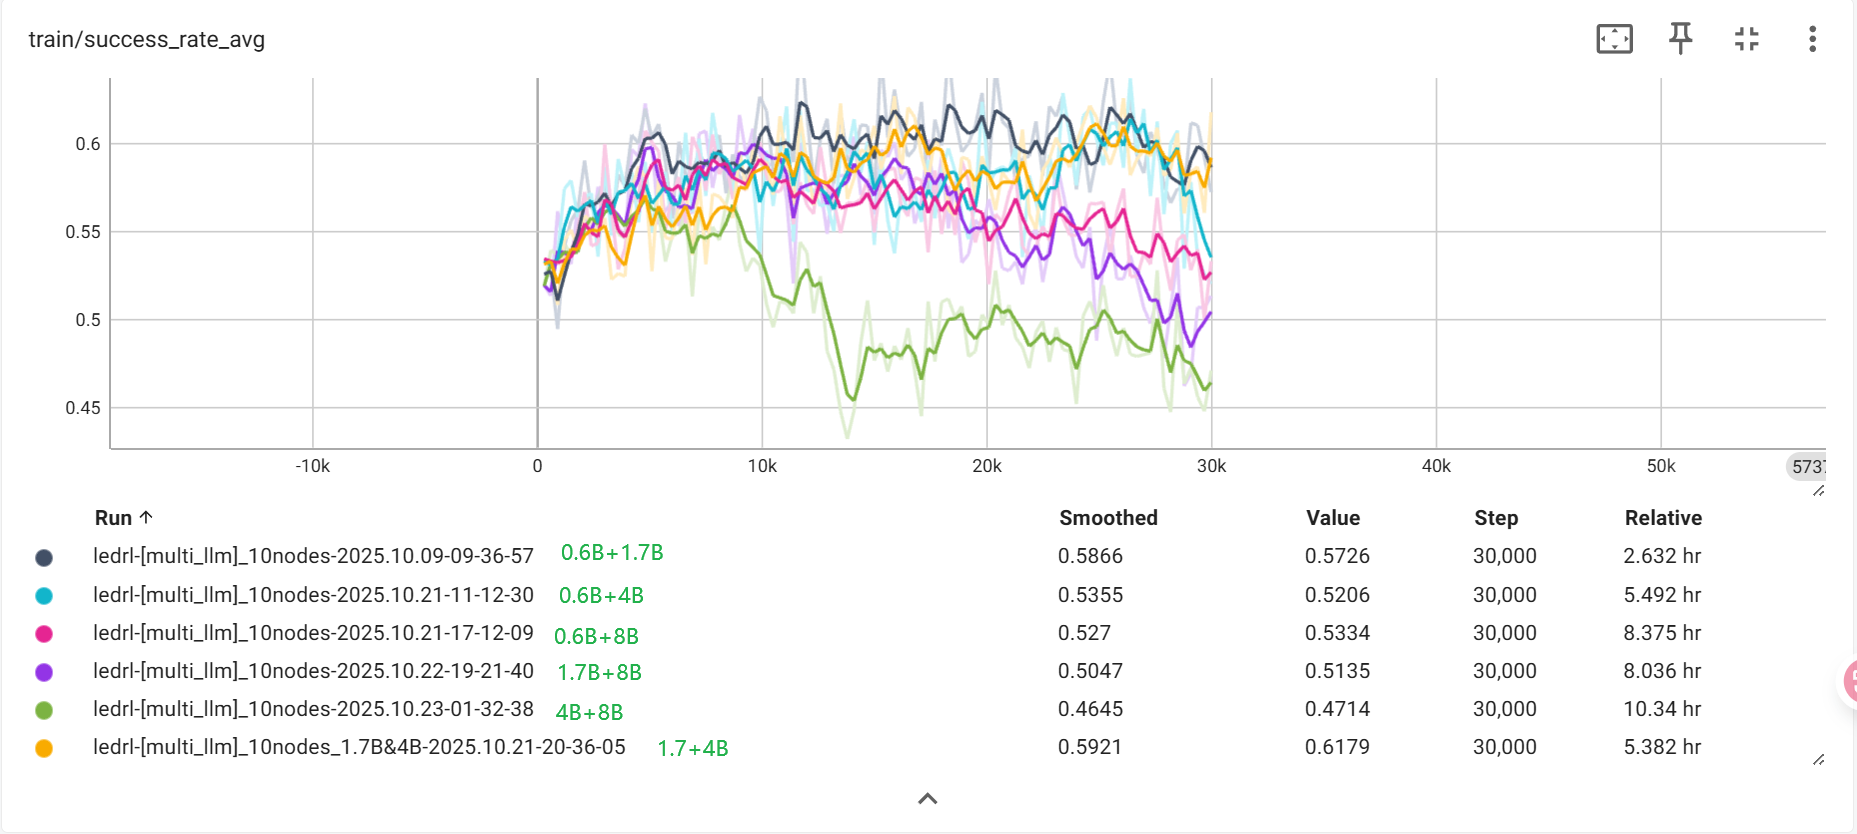 train/success_rate_avg
0.6
0.55
0.5
0.45
-10k 0 10k 20k 30k 40k 50k 5737
Run Smoothed Value Step Relative
ledrl-[multi_llm]_10nodes-2025.10.09-09-36-57 0.6B+1.7B 0.5866 0.5726 30,000 2.632 hr
ledrl-[multi_llm]_10nodes-2025.10.21-11-12-30 0.6B+4B 0.5355 0.5206 30,000 5.492 hr
ledrl-[multi_llm]_10nodes-2025.10.21-17-12-09 0.6B+8B 0.527 0.5334 30,000 8.375 hr
ledrl-[multi_llm]_10nodes-2025.10.22-19-21-40 1.7B+8B 0.5047 0.5135 30,000 8.036 hr
ledrl-[multi_llm]_10nodes-2025.10.23-01-32-38 4B+8B 0.4645 0.4714 30,000 10.34 hr
ledrl-[multi_llm]_10nodes_1.7B&4B-2025.10.21-20-36-05 1.7+4B 0.5921 0.6179 30,000 5.382 hr